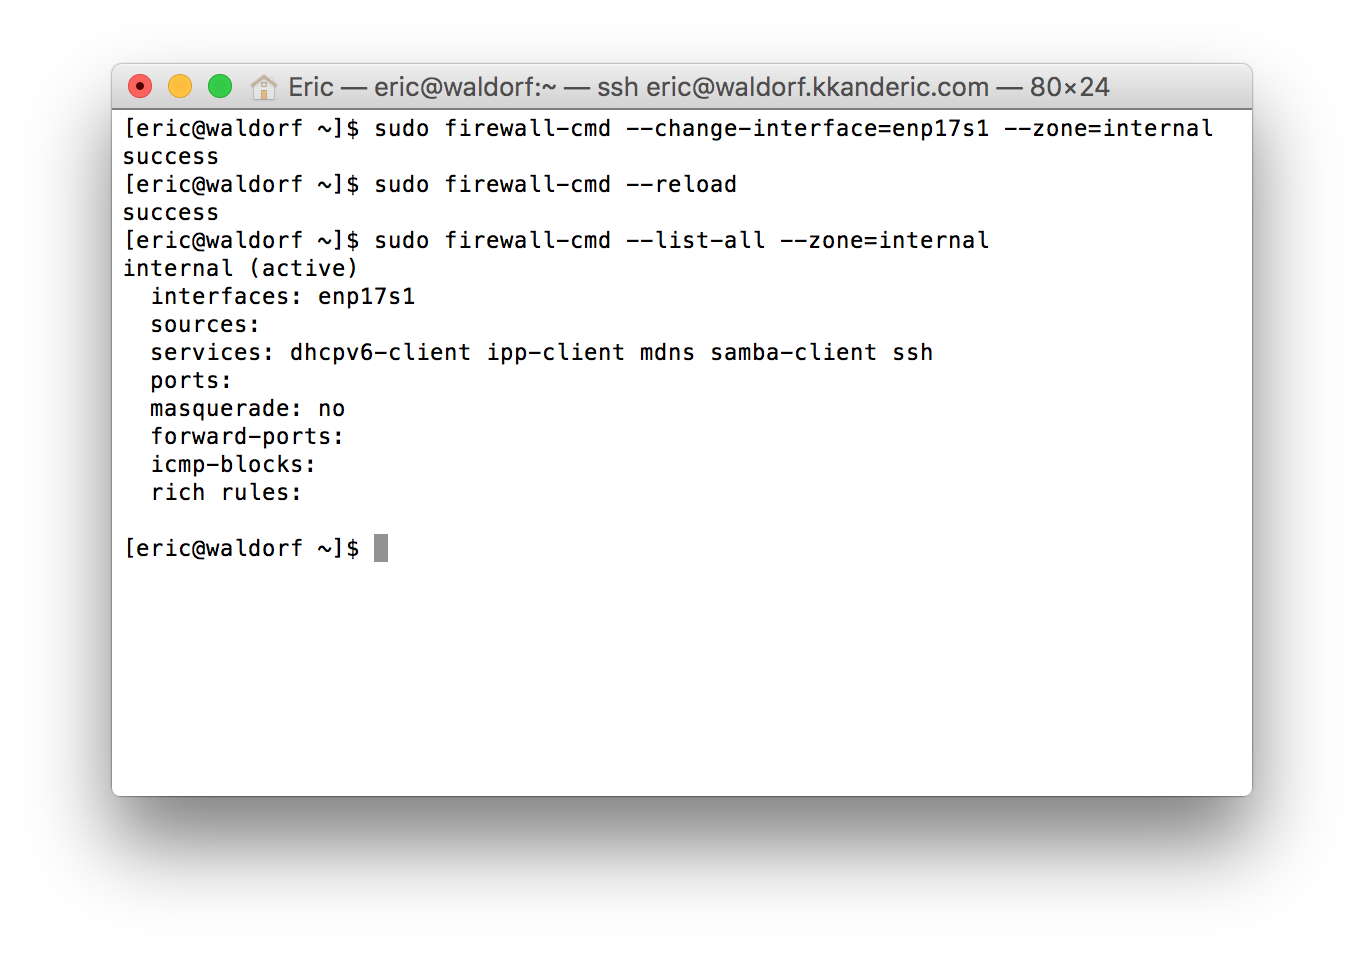 Eric — eric@waldorf:~ — ssh eric@waldorf.kkanderic.com — 80×24
[eric@waldorf ~]$ sudo firewall-cmd --change-interface=enp17s1 --zone=internal
success
[eric@waldorf ~]$ sudo firewall-cmd --reload
success
[eric@waldorf ~]$ sudo firewall-cmd --list-all --zone=internal
internal (active)
  interfaces: enp17s1
  sources:
  services: dhcpv6-client ipp-client mdns samba-client ssh
  ports:
  masquerade: no
  forward-ports:
  icmp-blocks:
  rich rules:
[eric@waldorf ~]$